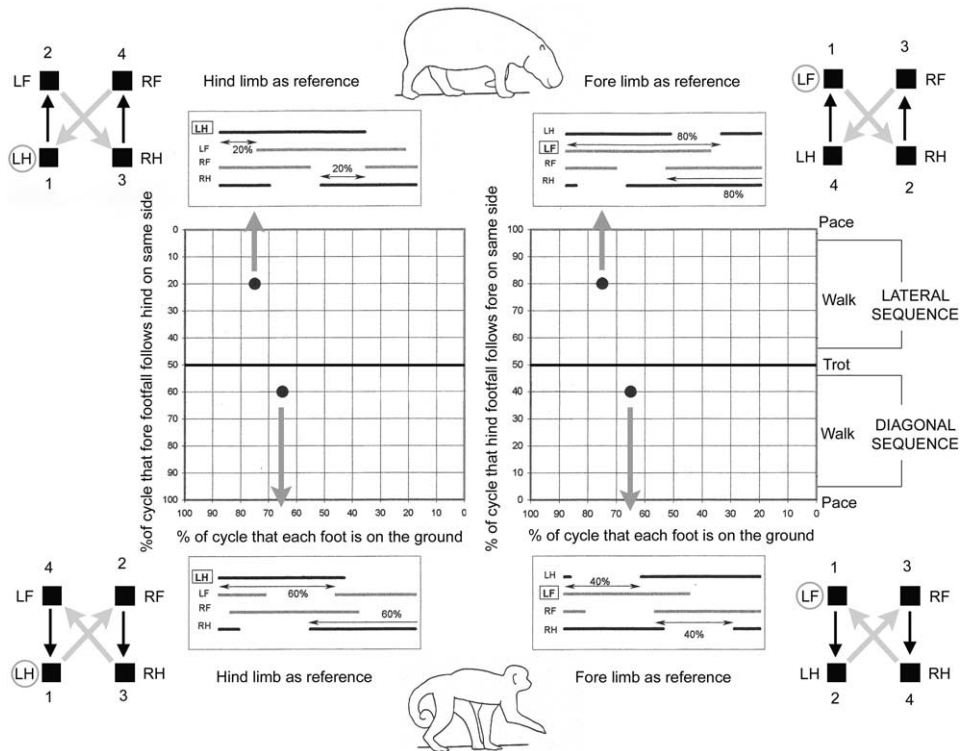 2 4
LF RF
LH RH
1 3
Hind limb as reference
LH
LF
RF
RH
20%
20%
Fore limb as reference
LH
LF
RF
RH
80%
80%
1 3
LF RF
LH RH
4 2
% of cycle that fore footfall follows hind on same side
0
10
20
30
40
50
60
70
80
90
100
100 90 80 70 60 50 40 30 20 10 0
% of cycle that each foot is on the ground
% of cycle that hind footfall follows fore on same side
100
90
80
70
60
50
40
30
20
10
0
100 90 80 70 60 50 40 30 20 10 0
% of cycle that each foot is on the ground
Pace
Walk
LATERAL
SEQUENCE
Trot
Walk
DIAGONAL
SEQUENCE
Pace
4 2
LF RF
LH RH
1 3
LH
LF
RF
RH
60%
60%
Hind limb as reference
LH
LF
RF
RH
40%
40%
Fore limb as reference
1 3
LF RF
LH RH
2 4